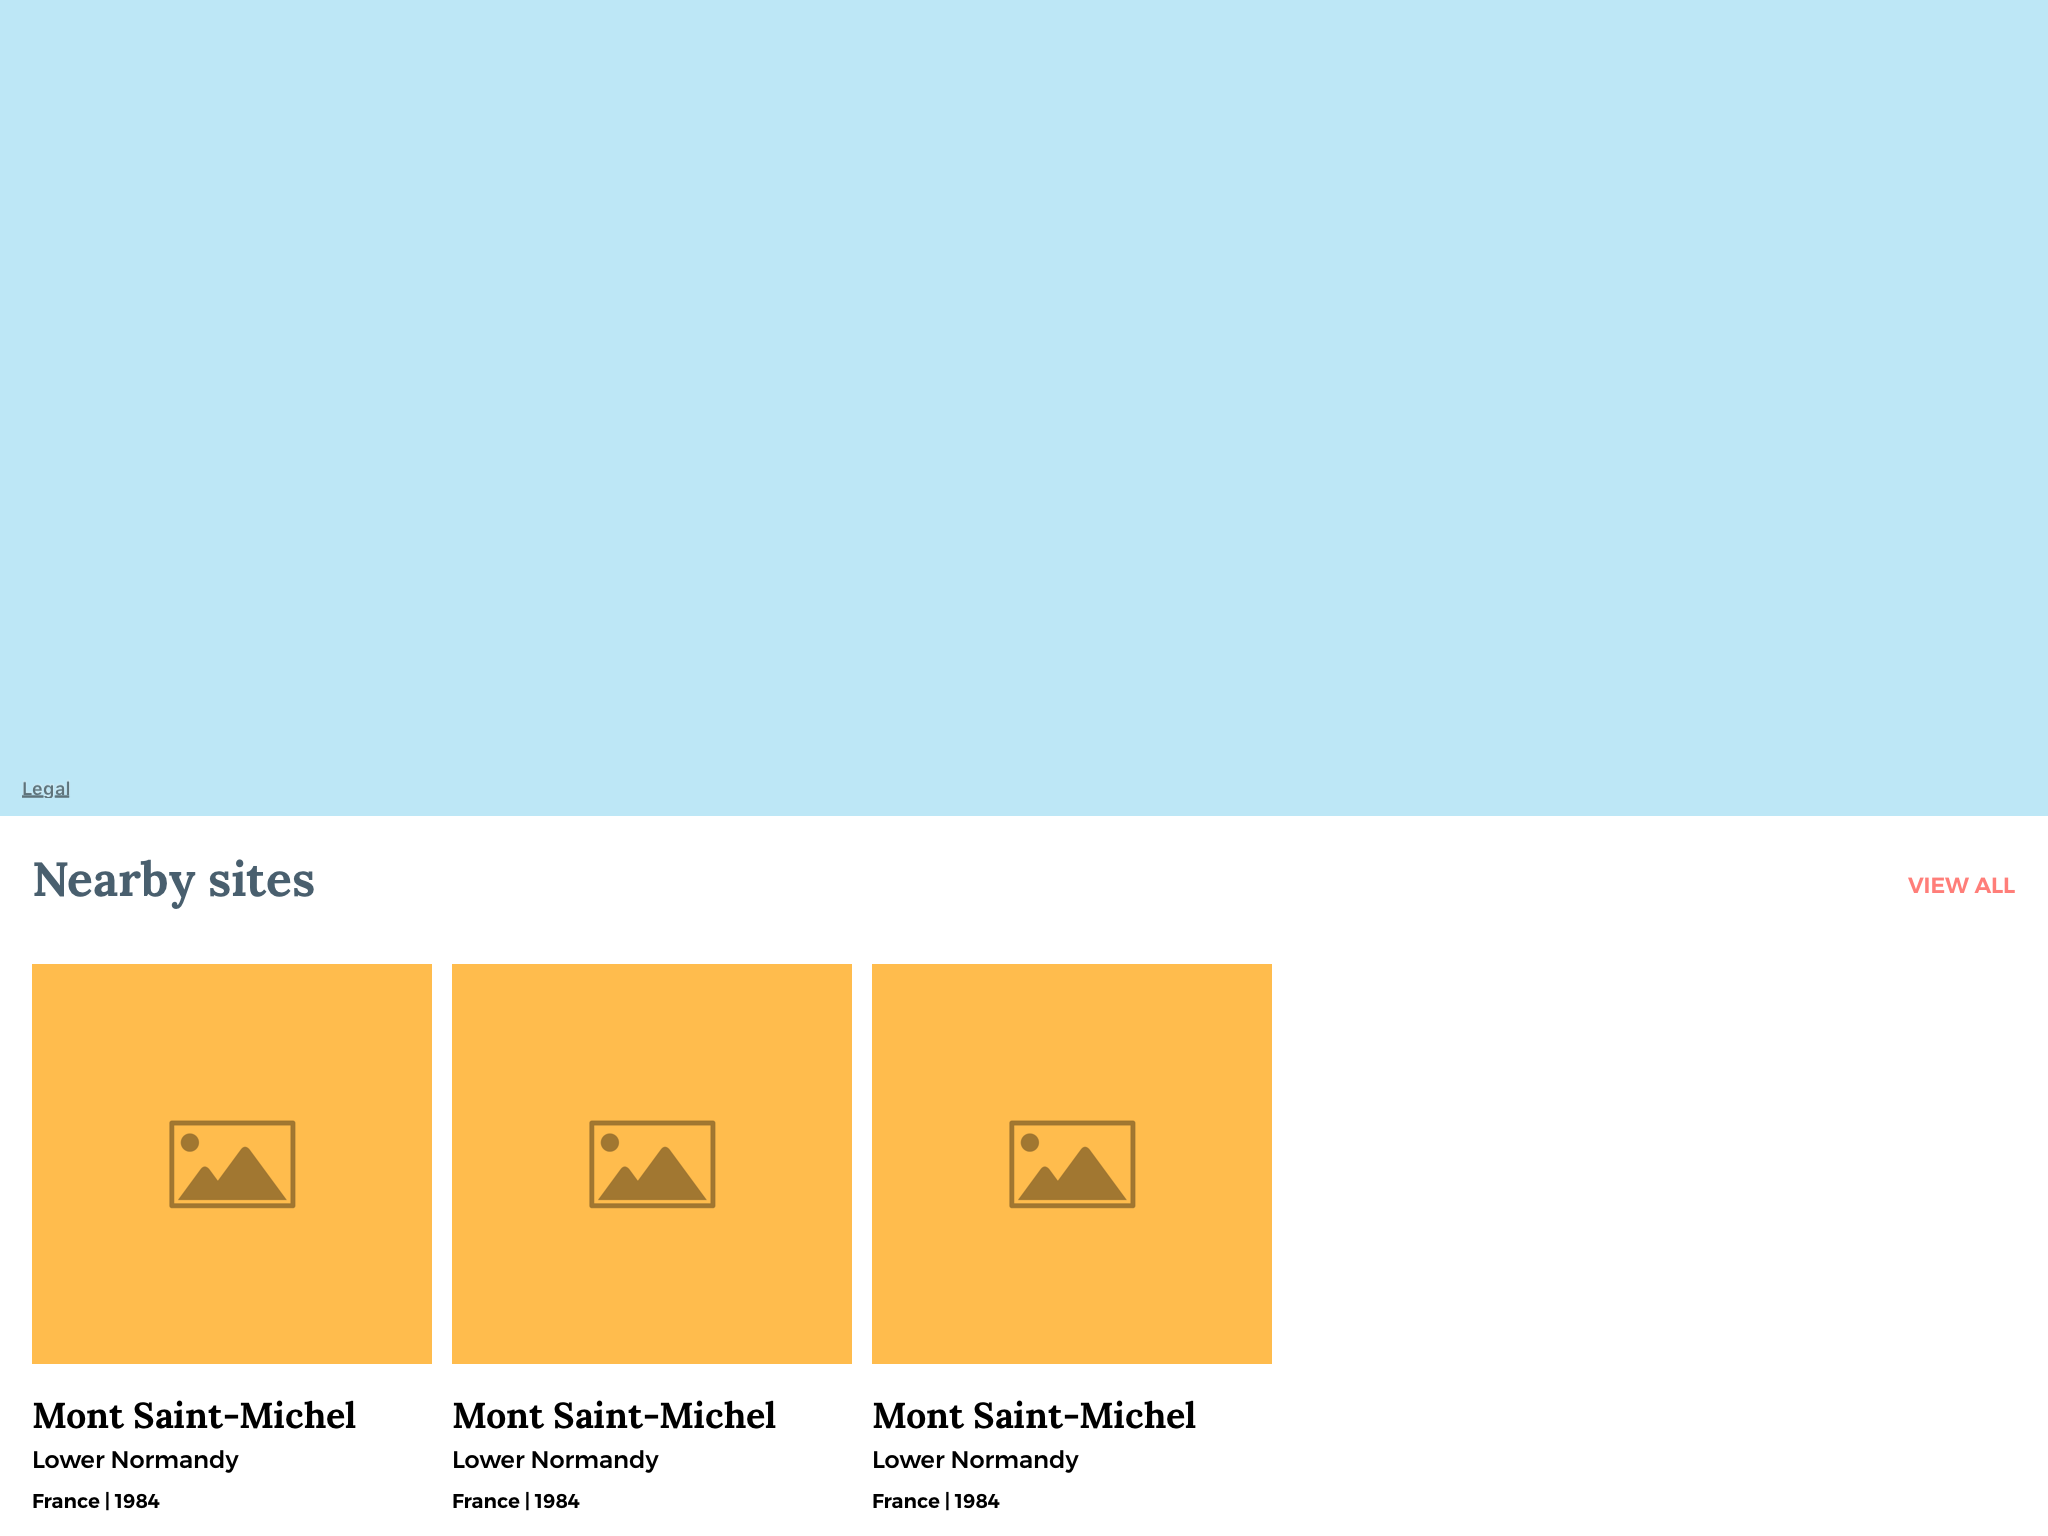 Legal
Nearby sites
VIEW ALL
Mont Saint-Michel
Lower Normandy
France | 1984
Mont Saint-Michel
Lower Normandy
France | 1984
Mont Saint-Michel
Lower Normandy
France | 1984